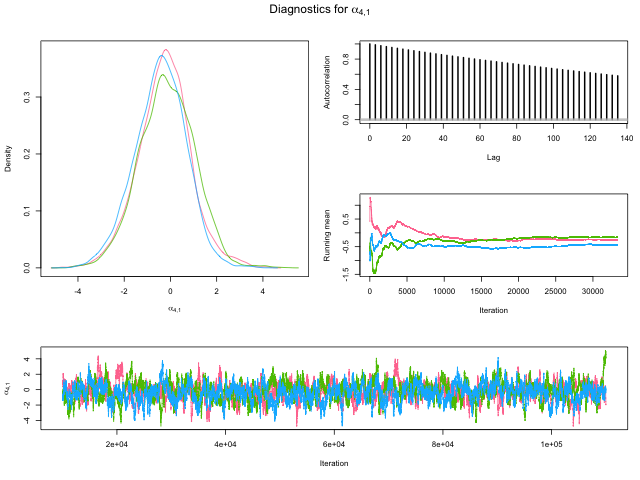 Diagnostics for α4,1
Density
0.0 0.1 0.2 0.3
-4 -2 0 2 4
α4,1
Autocorrelation
0.0 0.4 0.8
0 20 40 60 80 100 120 140
Lag
Running mean
-1.5 -0.5 0.5
0 5000 10000 15000 20000 25000 30000
Iteration
α4,1
-4 -2 0 2 4
2e+04 4e+04 6e+04 8e+04 1e+05
Iteration